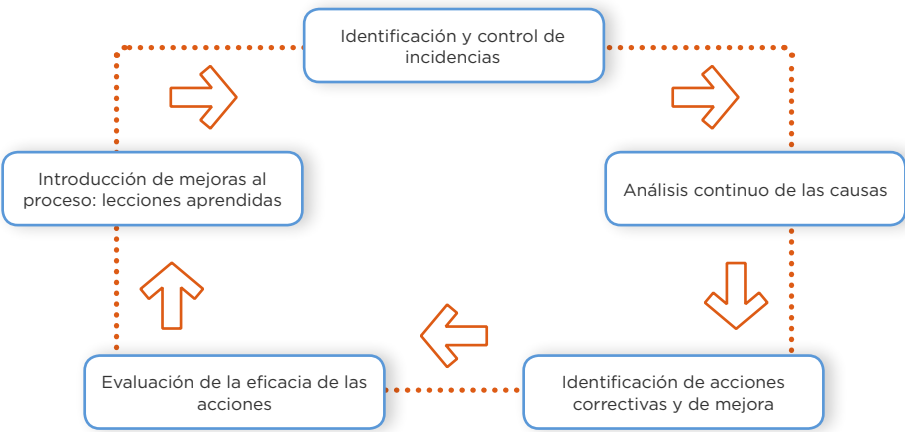 Identificación y control de
incidencias
Introducción de mejoras al
proceso: lecciones aprendidas
Análisis continuo de las causas
Evaluación de la eficacia de las
acciones
Identificación de acciones
correctivas y de mejora